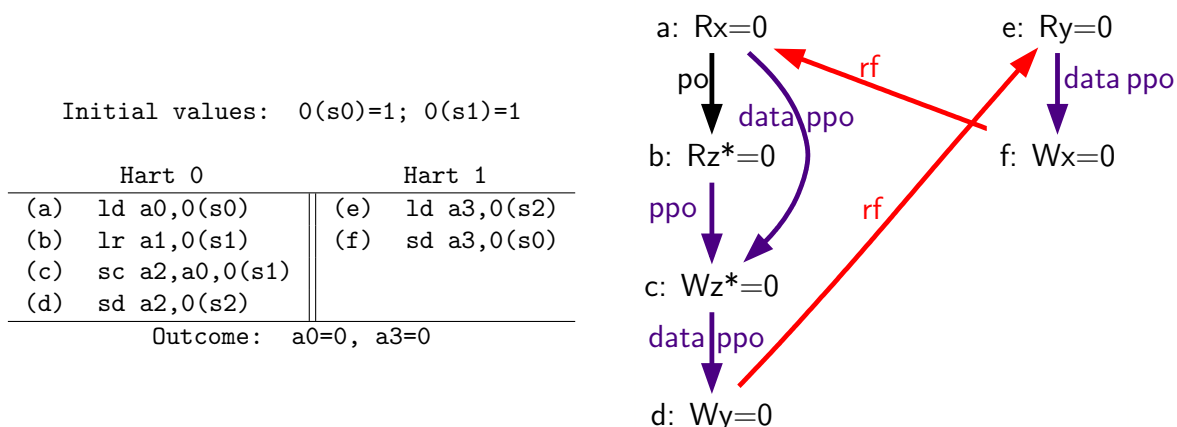 Initial values: 0(s0)=1; 0(s1)=1
Hart 0 Hart 1
(a) ld a0,0(s0) (e) ld a3,0(s2)
(b) lr a1,0(s1) (f) sd a3,0(s0)
(c) sc a2,a0,0(s1)
(d) sd a2,0(s2)
Outcome: a0=0, a3=0
a: Rx=0 e: Ry=0
po rf data ppo
data ppo
b: Rz*=0 f: Wx=0
ppo rf
c: Wz*=0
data ppo
d: Wy=0